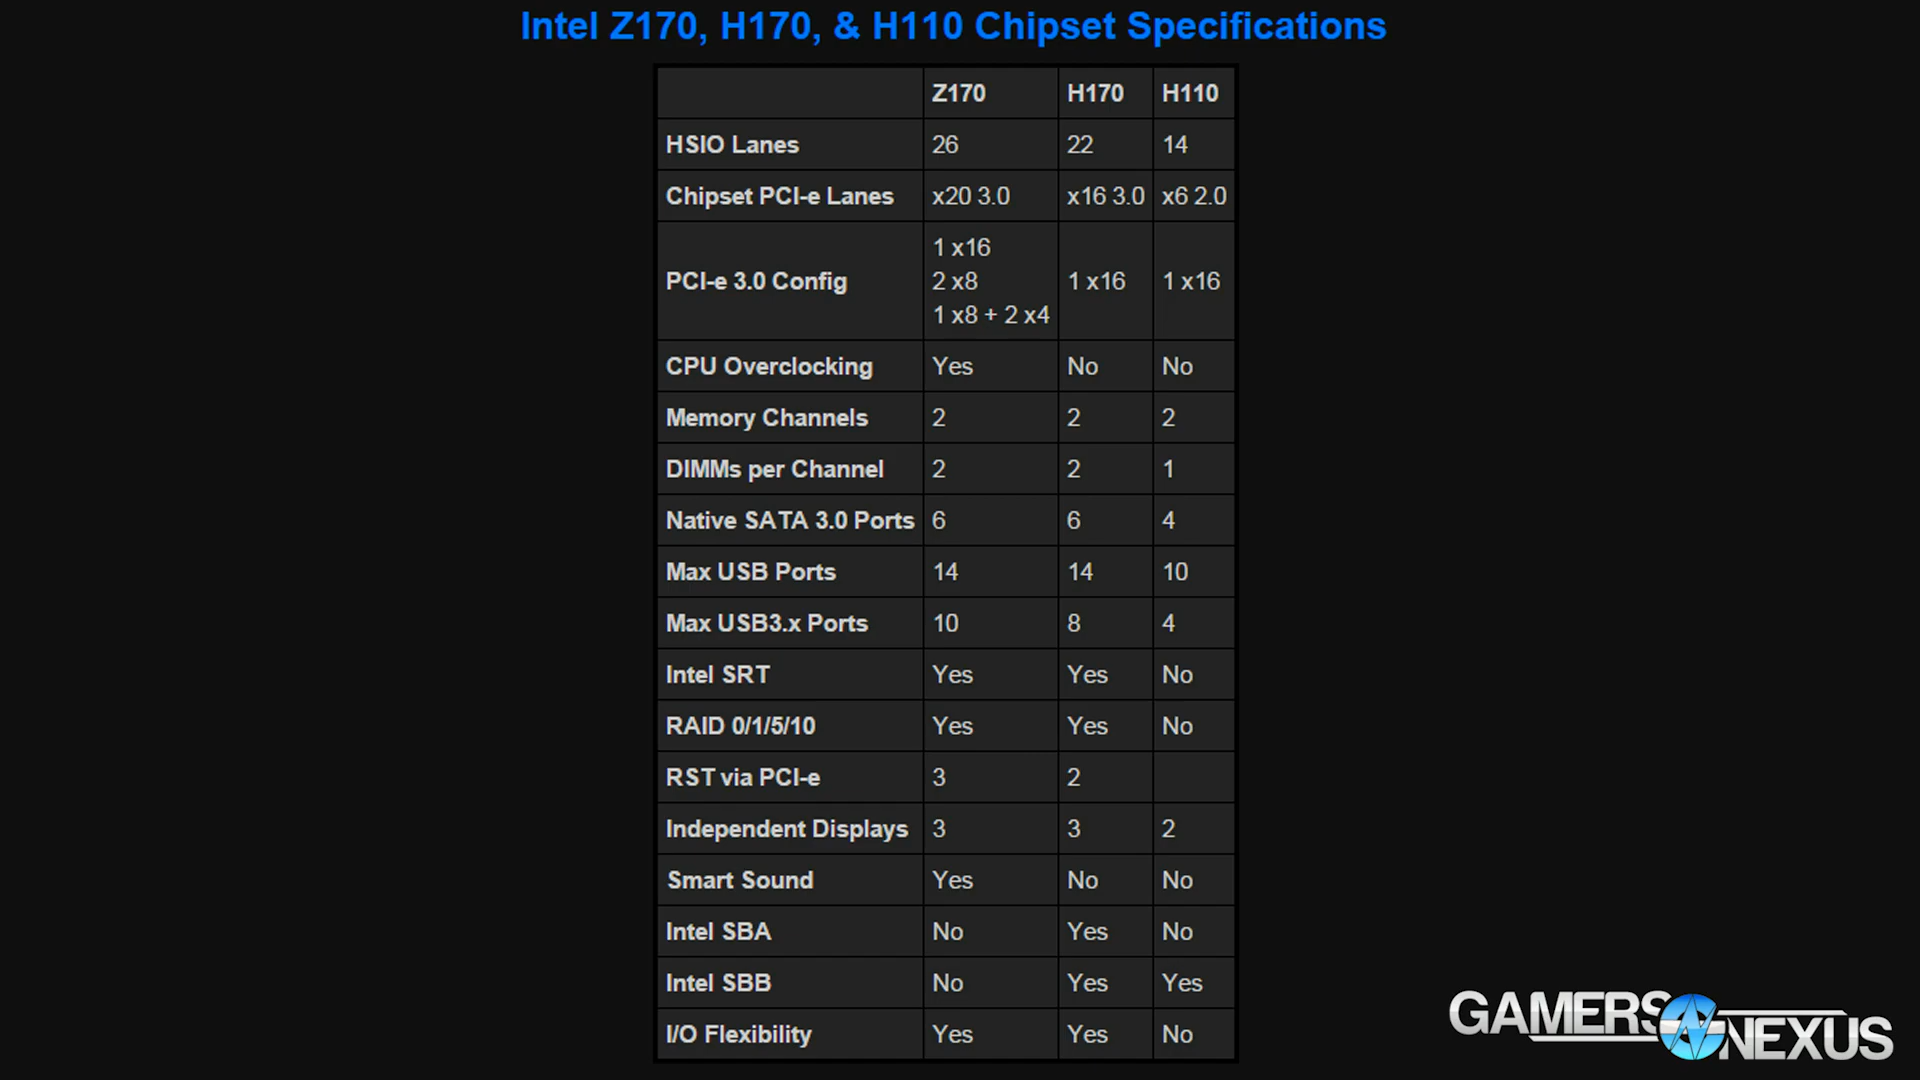 Intel Z170, H170, & H110 Chipset Specifications
Z170 H170 H110
HSIO Lanes 26 22 14
Chipset PCI-e Lanes x20 3.0 x16 3.0 x6 2.0
1 x16
PCI-e 3.0 Config 2 x8 1 x16 1 x16
1 x8 + 2 x4
CPU Overclocking Yes No No
Memory Channels 2 2 2
DIMMs per Channel 2 2 1
Native SATA 3.0 Ports 6 6 4
Max USB Ports 14 14 10
Max USB3.x Ports 10 8 4
Intel SRT Yes Yes No
RAID 0/1/5/10 Yes Yes No
RST via PCI-e 3 2
Independent Displays 3 3 2
Smart Sound Yes No No
Intel SBA No Yes No
Intel SBB No Yes Yes
I/O Flexibility Yes Yes No
GAMERS NEXUS